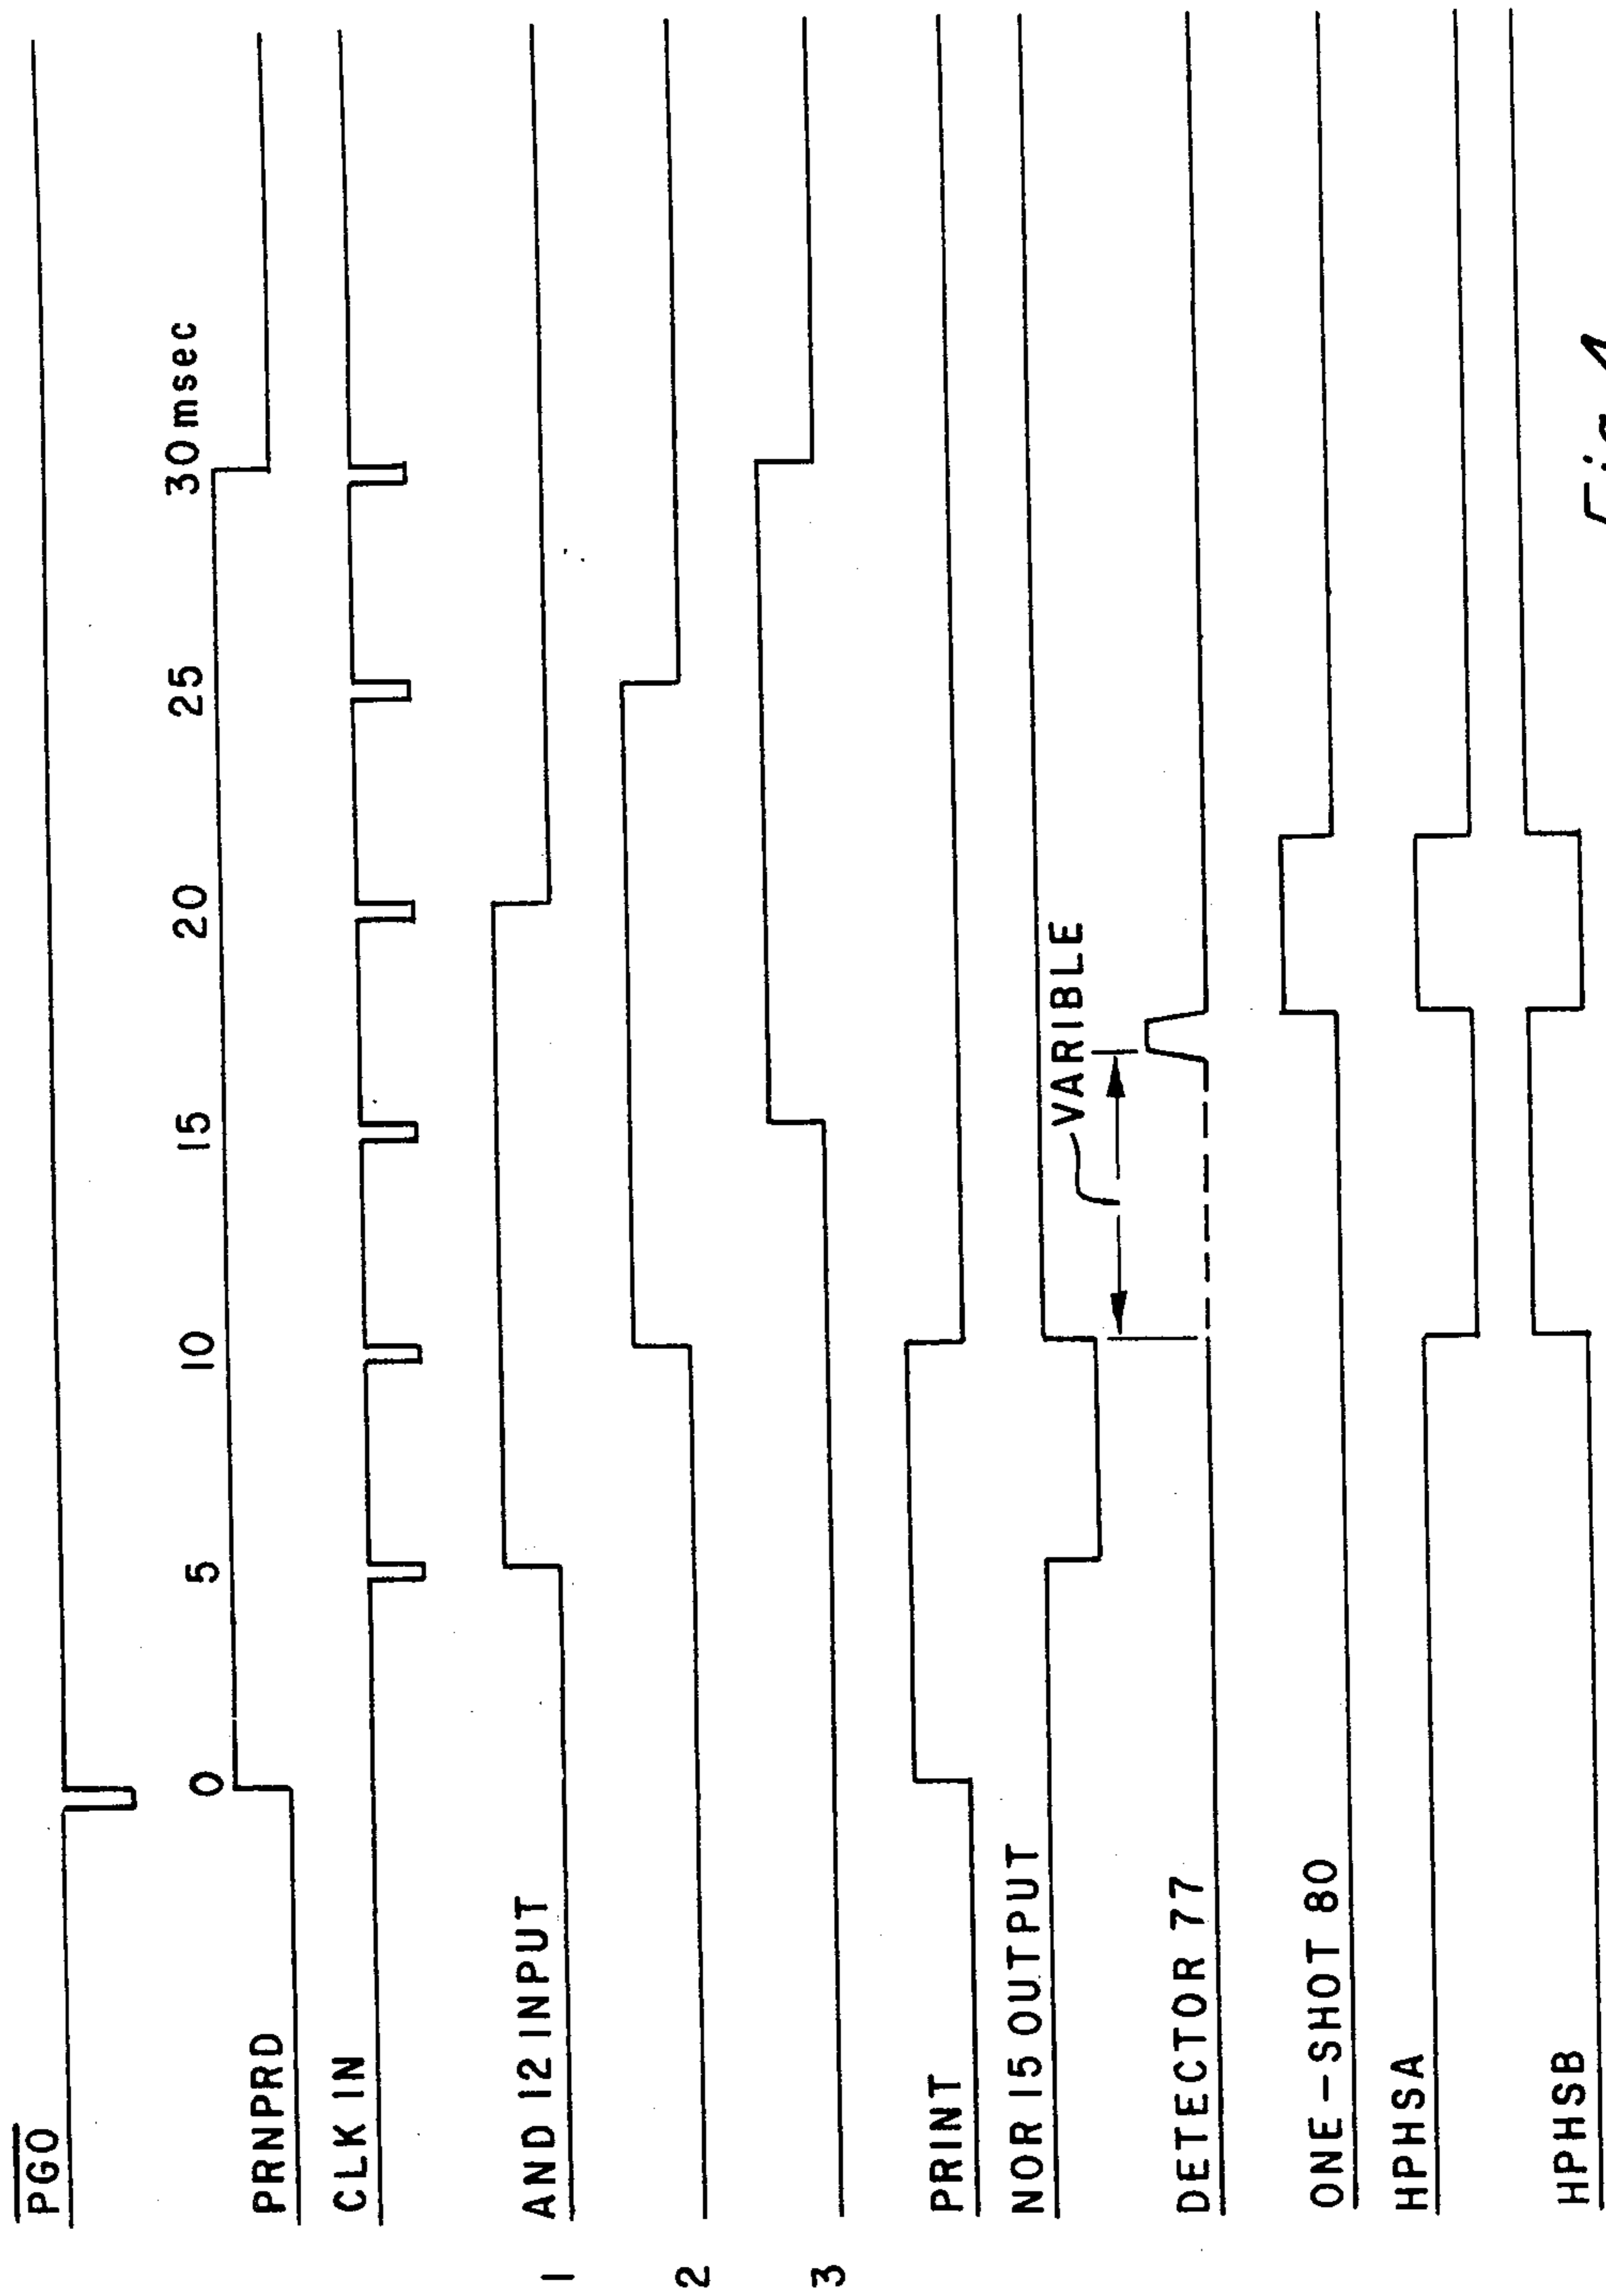 PGO
PRNPRD
0 5 10 15 20 25 30 msec
CLK IN
AND 12 INPUT
1
2
3
PRINT
NOR 15 OUTPUT
VARIBLE
DETECTOR 77
ONE-SHOT 80
HPHSA
HPHSB